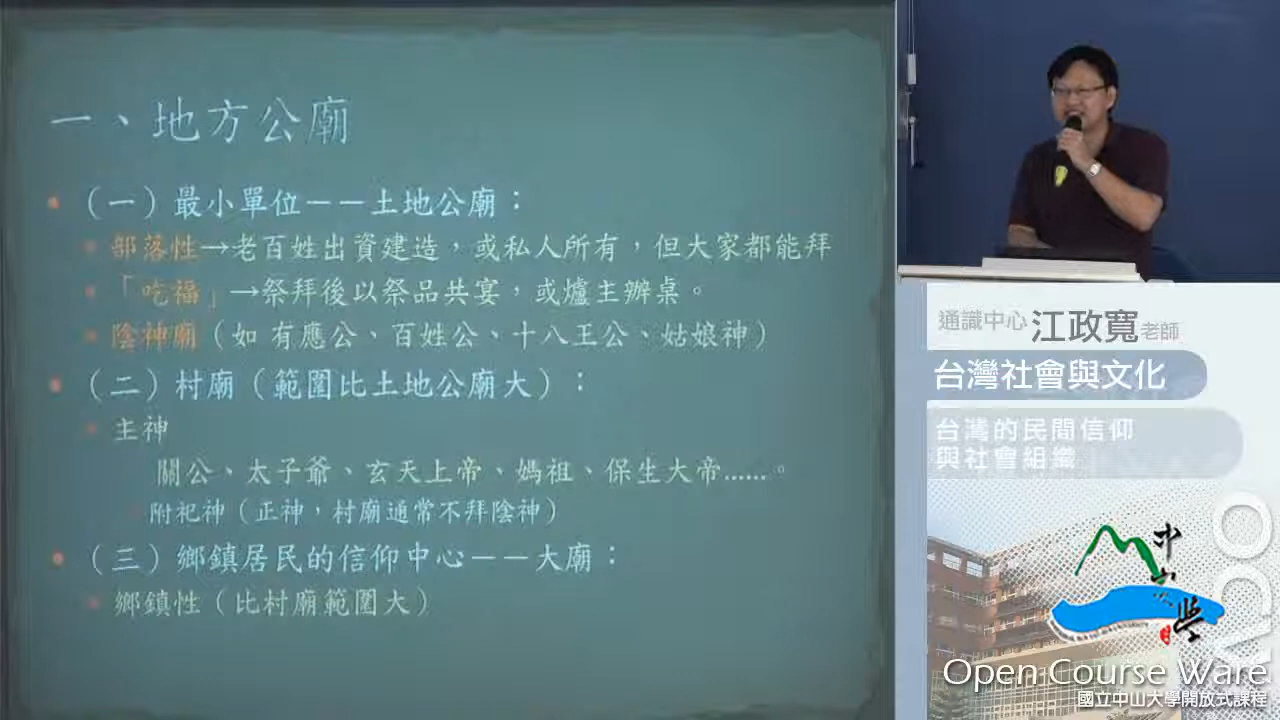 一、地方公廟
（一）最小單位－－土地公廟：
部落性→老百姓出資建造，或私人所有，但大家都能拜
「吃福」→祭拜後以祭品共宴，或爐主辦桌。
陰神廟（如 有應公、百姓公、十八王公、姑娘神）
（二）村廟（範圍比土地公廟大）：
主神
關公、太子爺、玄天上帝、媽祖、保生大帝……。
附祀神（正神，村廟通常不拜陰神）
（三）鄉鎮居民的信仰中心－－大廟：
鄉鎮性（比村廟範圍大）
通識中心 江政寬老師
台灣社會與文化
台灣的民間信仰
與社會組織
中山大學
Open Course Ware
國立中山大學開放式課程